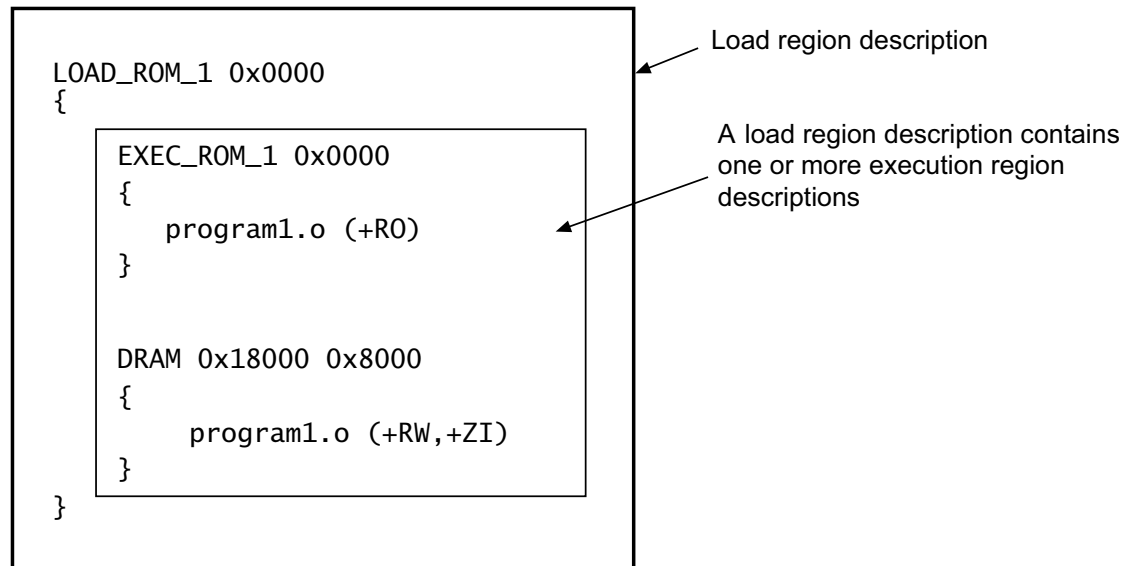 Load region description
LOAD_ROM_1 0x0000
{
A load region description contains
one or more execution region
descriptions
EXEC_ROM_1 0x0000
{
program1.o (+RO)
}
DRAM 0x18000 0x8000
{
program1.o (+RW,+ZI)
}
}